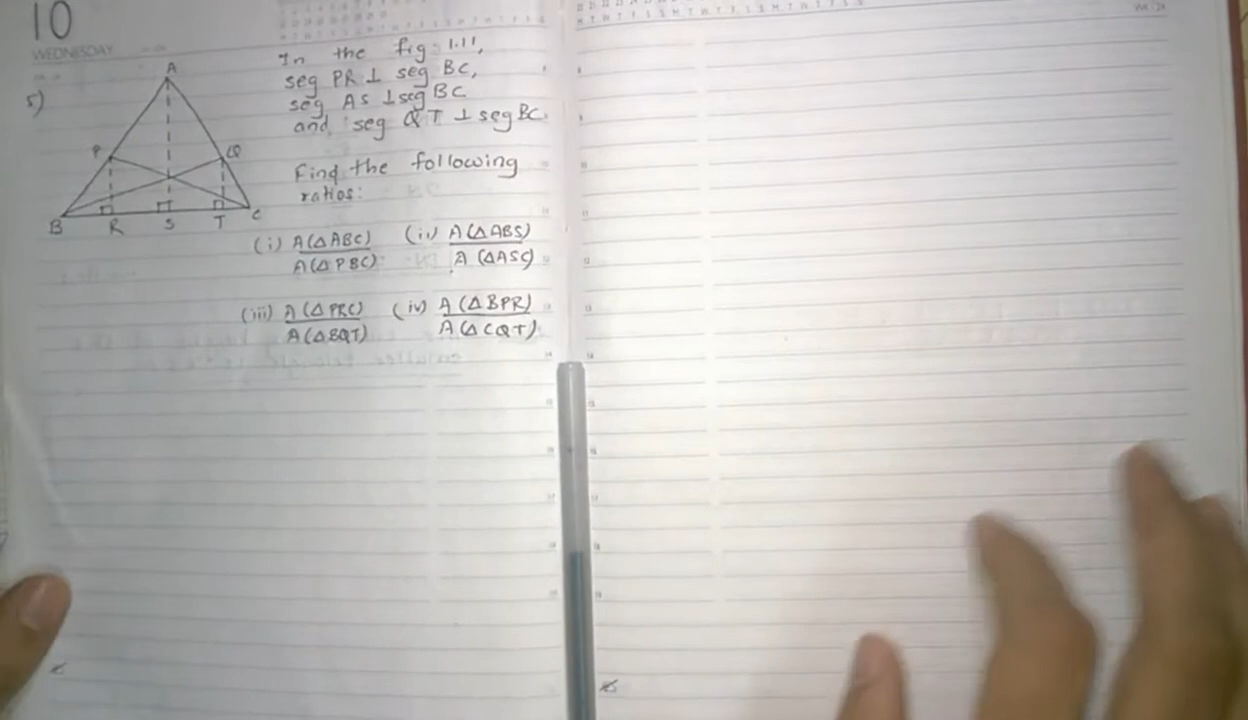 10
WEDNESDAY
5)
A
P
Q
B
R
S
T
C
In the fig 1.11,
seg PR ⊥ seg BC,
seg AS ⊥ seg BC
and seg QT ⊥ seg BC.
Find the following
ratios:
(i) A(△ABC)/A(△PBC) (ii) A(△ABS)/A(△ASC)
(iii) A(△PRC)/A(△BQT) (iv) A(△BPR)/A(△CQT)